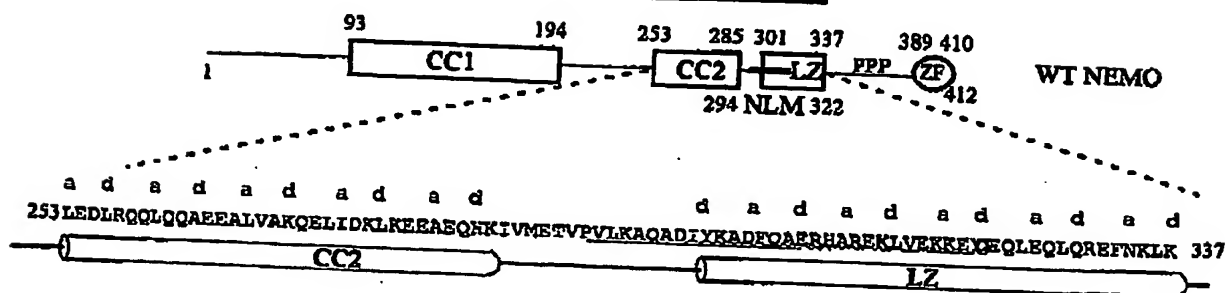 93 194 253 285 301 337 389 410
CC1 CC2 LZ PPP ZF WT NEMO
1 294 NLM 322 412
a d a d a d a d a d d a d a d a d a d a d
253 LEDLRQQLQQAEEALVAKQELIDKLKEEAEQHKIVMETVPVLKAQADIYKADFQAERHAREKLVEKKEYGEQLEQLQREFNKLK 337
CC2 LZ